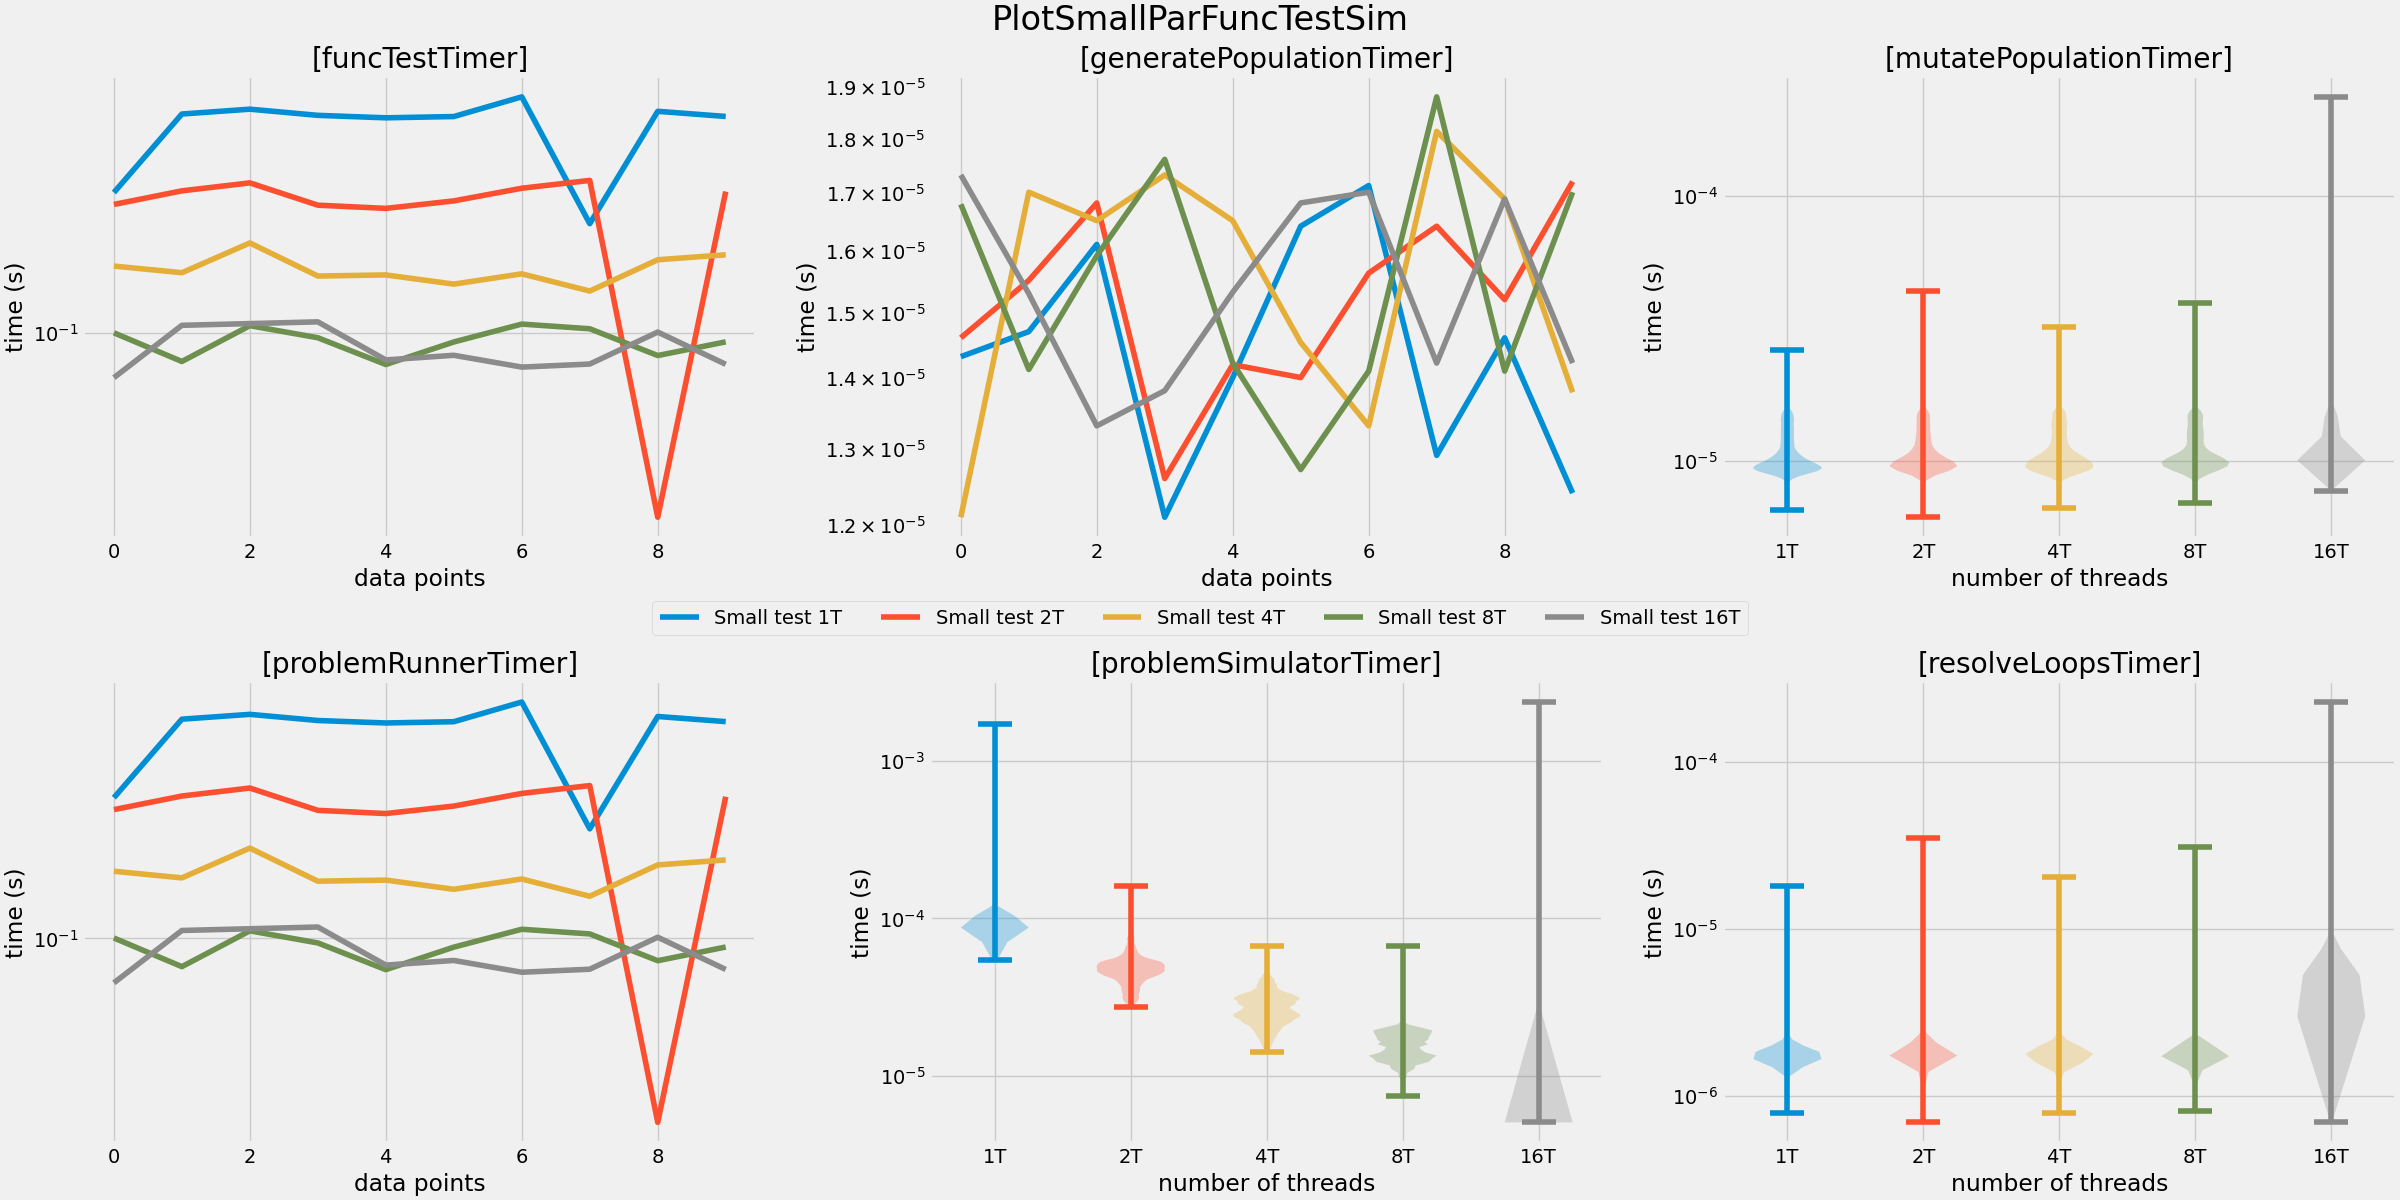 PlotSmallParFuncTestSim
[funcTestTimer]
time (s)
10⁻¹
0 2 4 6 8
data points
[generatePopulationTimer]
time (s)
1.9 × 10⁻⁵
1.8 × 10⁻⁵
1.7 × 10⁻⁵
1.6 × 10⁻⁵
1.5 × 10⁻⁵
1.4 × 10⁻⁵
1.3 × 10⁻⁵
1.2 × 10⁻⁵
0 2 4 6 8
data points
[mutatePopulationTimer]
time (s)
10⁻⁴
10⁻⁵
1T 2T 4T 8T 16T
number of threads
Small test 1T Small test 2T Small test 4T Small test 8T Small test 16T
[problemRunnerTimer]
time (s)
10⁻¹
0 2 4 6 8
data points
[problemSimulatorTimer]
time (s)
10⁻³
10⁻⁴
10⁻⁵
1T 2T 4T 8T 16T
number of threads
[resolveLoopsTimer]
time (s)
10⁻⁴
10⁻⁵
10⁻⁶
1T 2T 4T 8T 16T
number of threads